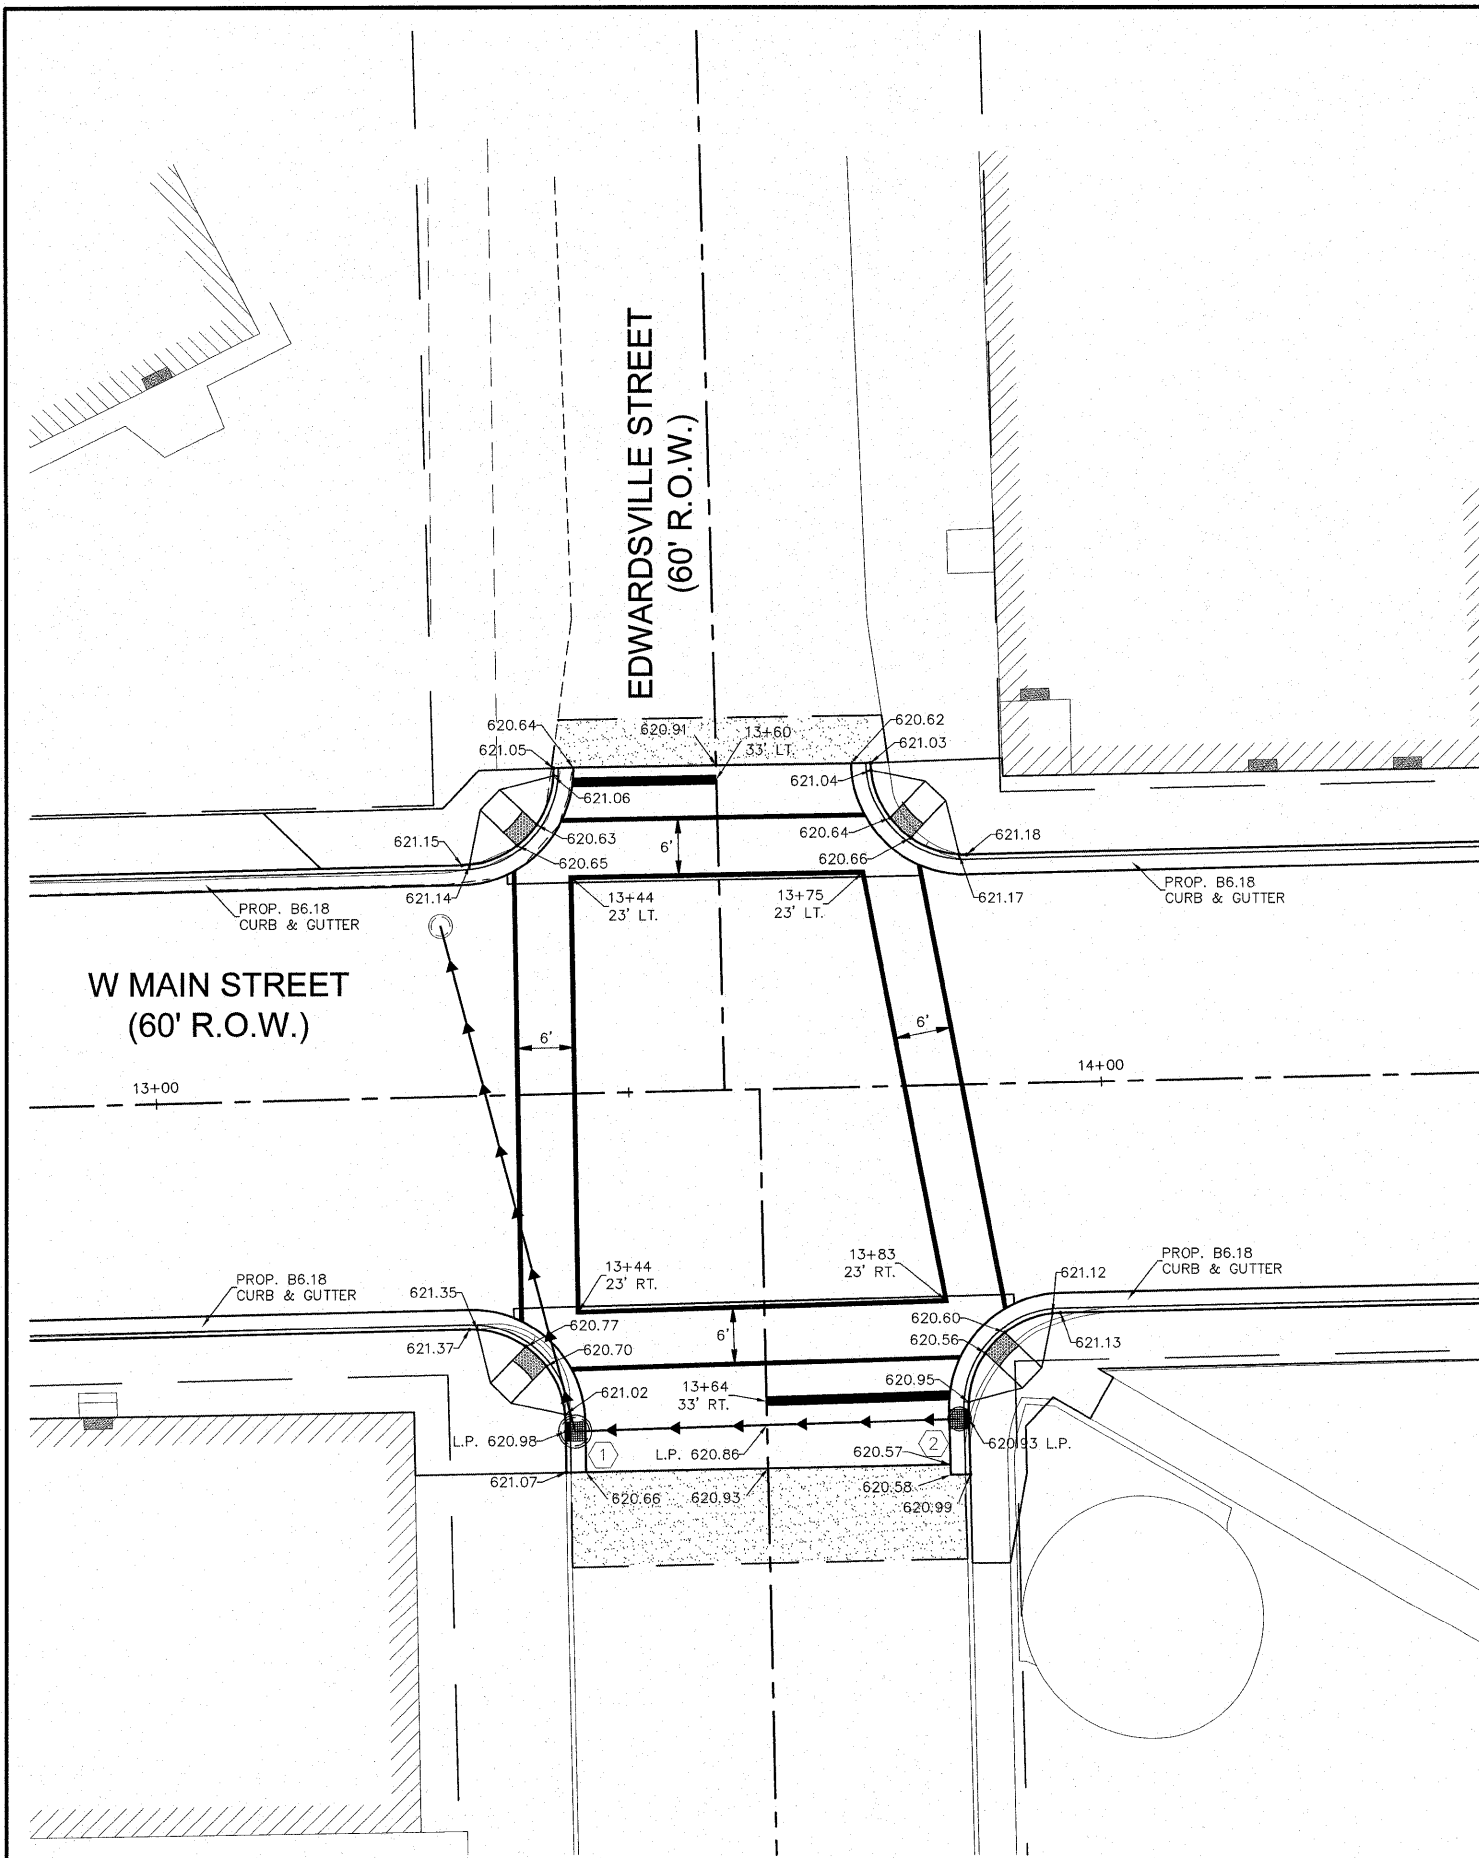 EDWARDSVILLE STREET
(60' R.O.W.)
620.64
620.91
13+60
33' LT.
620.62
621.05
621.03
621.04
621.06
620.63
620.64
621.15
621.18
620.65
6'
620.66
621.14
13+44
23' LT.
13+75
23' LT.
621.17
PROP. B6.18
CURB & GUTTER
PROP. B6.18
CURB & GUTTER
W MAIN STREET
(60' R.O.W.)
6'
6'
13+00
14+00
PROP. B6.18
CURB & GUTTER
621.35
13+44
23' RT.
13+83
23' RT.
621.12
PROP. B6.18
CURB & GUTTER
621.37
620.77
620.70
6'
620.60
620.56
621.13
621.02
13+64
33' RT.
620.95
L.P. 620.98
1
L.P. 620.86
2
620.93 L.P.
620.57
621.07
620.66
620.93
620.58
620.99